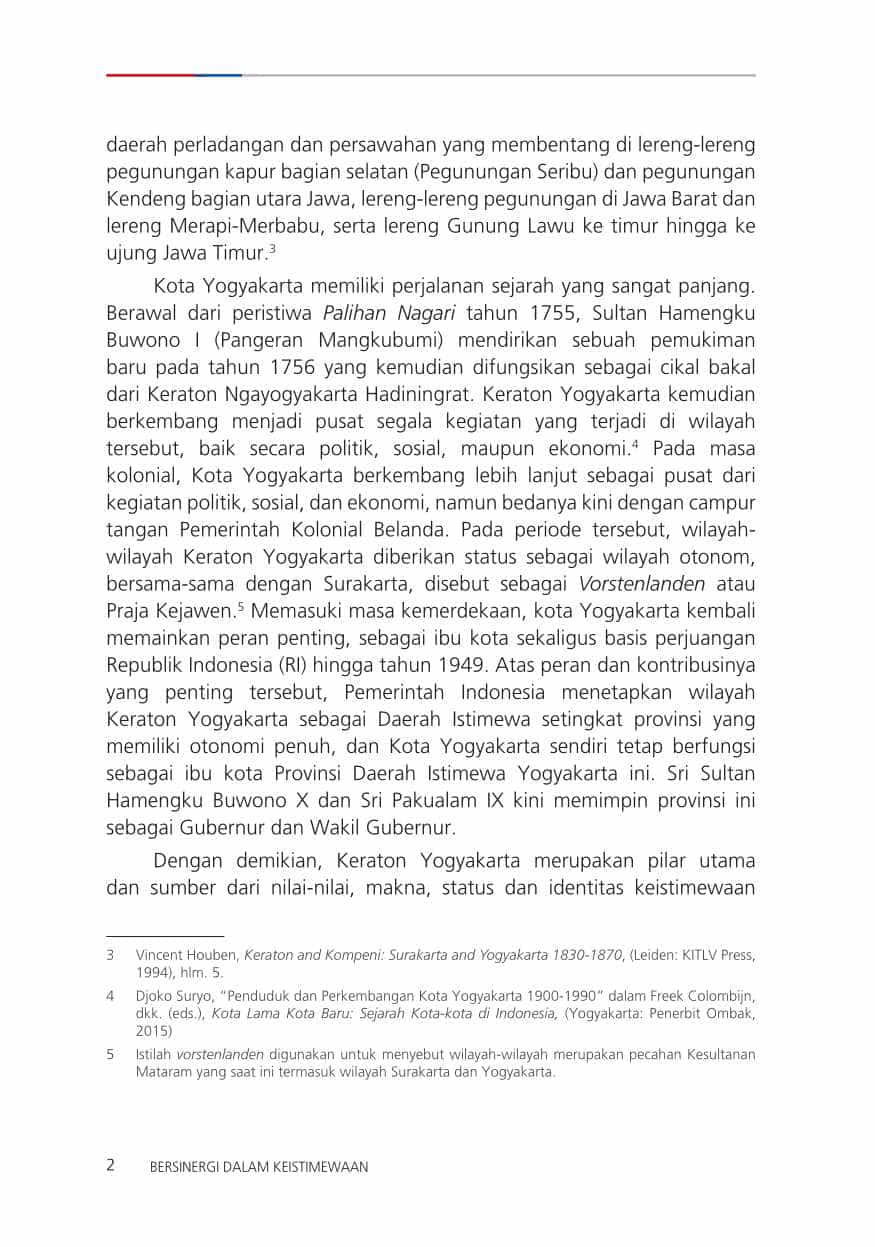 daerah perladangan dan persawahan yang membentang di lereng-lereng
pegunungan kapur bagian selatan (Pegunungan Seribu) dan pegunungan
Kendeng bagian utara Jawa, lereng-lereng pegunungan di Jawa Barat dan
lereng Merapi-Merbabu, serta lereng Gunung Lawu ke timur hingga ke
ujung Jawa Timur.³
Kota Yogyakarta memiliki perjalanan sejarah yang sangat panjang.
Berawal dari peristiwa Palihan Nagari tahun 1755, Sultan Hamengku
Buwono I (Pangeran Mangkubumi) mendirikan sebuah pemukiman
baru pada tahun 1756 yang kemudian difungsikan sebagai cikal bakal
dari Keraton Ngayogyakarta Hadiningrat. Keraton Yogyakarta kemudian
berkembang menjadi pusat segala kegiatan yang terjadi di wilayah
tersebut, baik secara politik, sosial, maupun ekonomi.⁴ Pada masa
kolonial, Kota Yogyakarta berkembang lebih lanjut sebagai pusat dari
kegiatan politik, sosial, dan ekonomi, namun bedanya kini dengan campur
tangan Pemerintah Kolonial Belanda. Pada periode tersebut, wilayah-
wilayah Keraton Yogyakarta diberikan status sebagai wilayah otonom,
bersama-sama dengan Surakarta, disebut sebagai Vorstenlanden atau
Praja Kejawen.⁵ Memasuki masa kemerdekaan, kota Yogyakarta kembali
memainkan peran penting, sebagai ibu kota sekaligus basis perjuangan
Republik Indonesia (RI) hingga tahun 1949. Atas peran dan kontribusinya
yang penting tersebut, Pemerintah Indonesia menetapkan wilayah
Keraton Yogyakarta sebagai Daerah Istimewa setingkat provinsi yang
memiliki otonomi penuh, dan Kota Yogyakarta sendiri tetap berfungsi
sebagai ibu kota Provinsi Daerah Istimewa Yogyakarta ini. Sri Sultan
Hamengku Buwono X dan Sri Pakualam IX kini memimpin provinsi ini
sebagai Gubernur dan Wakil Gubernur.
Dengan demikian, Keraton Yogyakarta merupakan pilar utama
dan sumber dari nilai-nilai, makna, status dan identitas keistimewaan
3 Vincent Houben, Keraton and Kompeni: Surakarta and Yogyakarta 1830-1870, (Leiden: KITLV Press,
1994), hlm. 5.
4 Djoko Suryo, “Penduduk dan Perkembangan Kota Yogyakarta 1900-1990” dalam Freek Colombijn,
dkk. (eds.), Kota Lama Kota Baru: Sejarah Kota-kota di Indonesia, (Yogyakarta: Penerbit Ombak,
2015)
5 Istilah vorstenlanden digunakan untuk menyebut wilayah-wilayah merupakan pecahan Kesultanan
Mataram yang saat ini termasuk wilayah Surakarta dan Yogyakarta.
2 BERSINERGI DALAM KEISTIMEWAAN